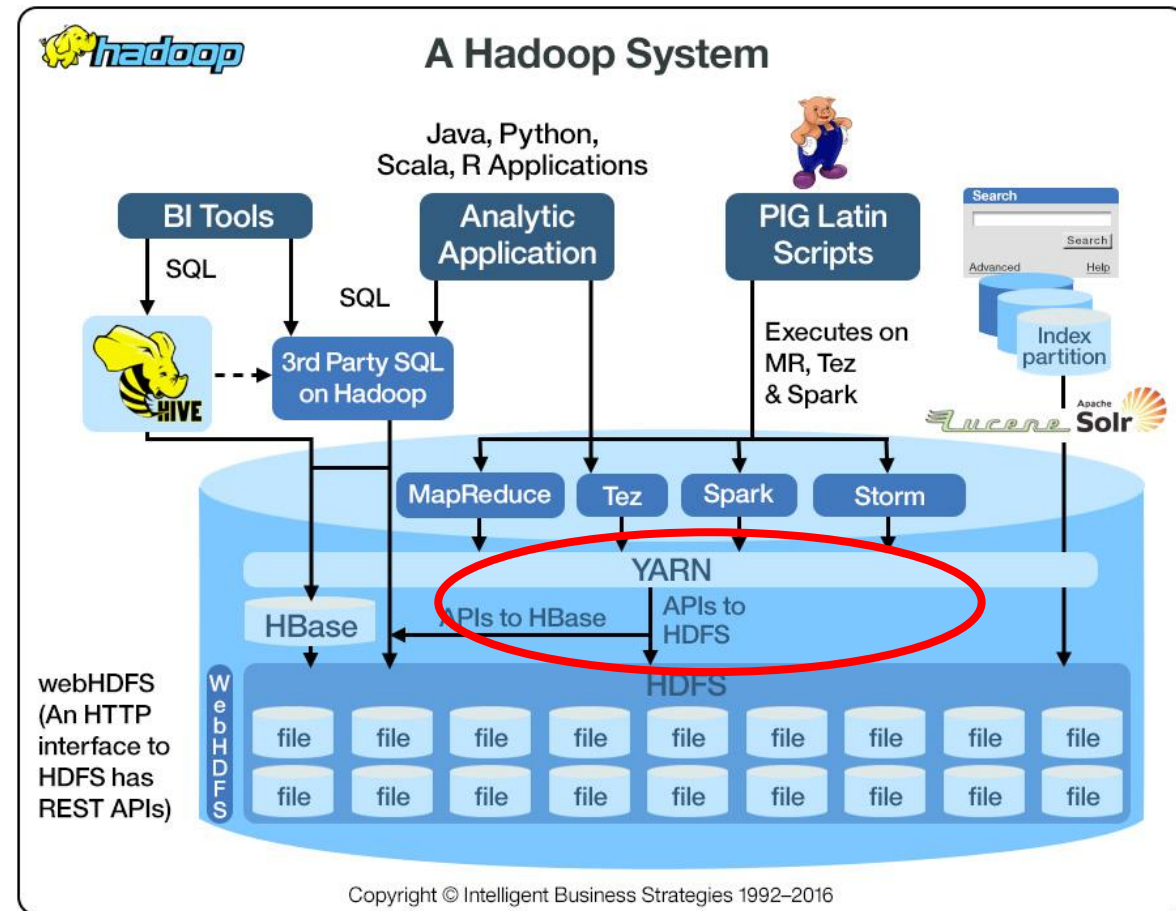 hadoop
A Hadoop System
Java, Python,
Scala, R Applications
BI Tools
Analytic
Application
PIG Latin
Scripts
Search
Search
Advanced
Help
SQL
SQL
HIVE
3rd Party SQL
on Hadoop
Executes on
MR, Tez
& Spark
Index
partition
Lucene
Apache
Solr
MapReduce
Tez
Spark
Storm
YARN
HBase
APIs to HBase
APIs to
HDFS
webHDFS
(An HTTP
interface to
HDFS has
REST APIs)
WebHDFS
HDFS
file file file file file file file file file
file file file file file file file file file
Copyright © Intelligent Business Strategies 1992–2016